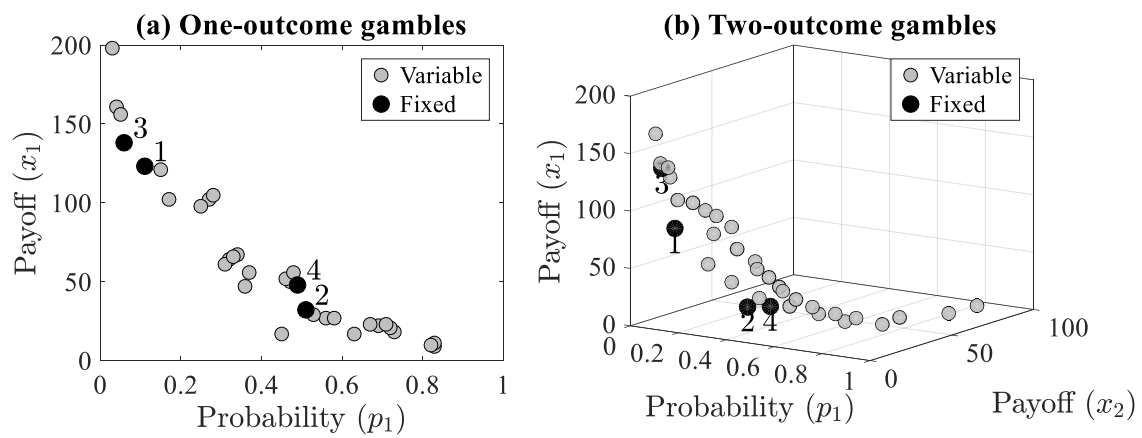 (a) One-outcome gambles
200
150
100
50
0
0 0.2 0.4 0.6 0.8 1
Payoff (x₁)
Probability (p₁)
Variable
Fixed
3
1
4
2
(b) Two-outcome gambles
200
150
100
50
0
0 0.2 0.4 0.6 0.8 1
0 50 100
Payoff (x₁)
Probability (p₁)
Payoff (x₂)
Variable
Fixed
3
1
2 4